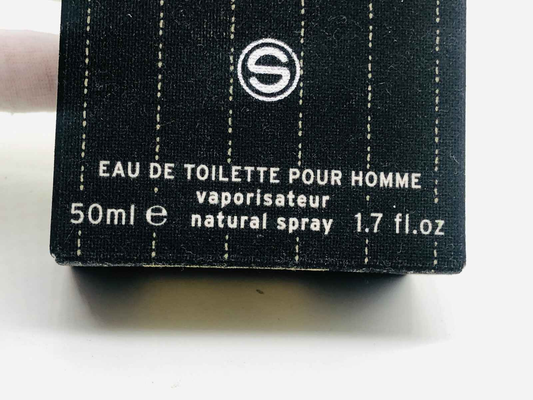 S
EAU DE TOILETTE POUR HOMME
vaporisateur
50ml e natural spray 1.7 fl.oz